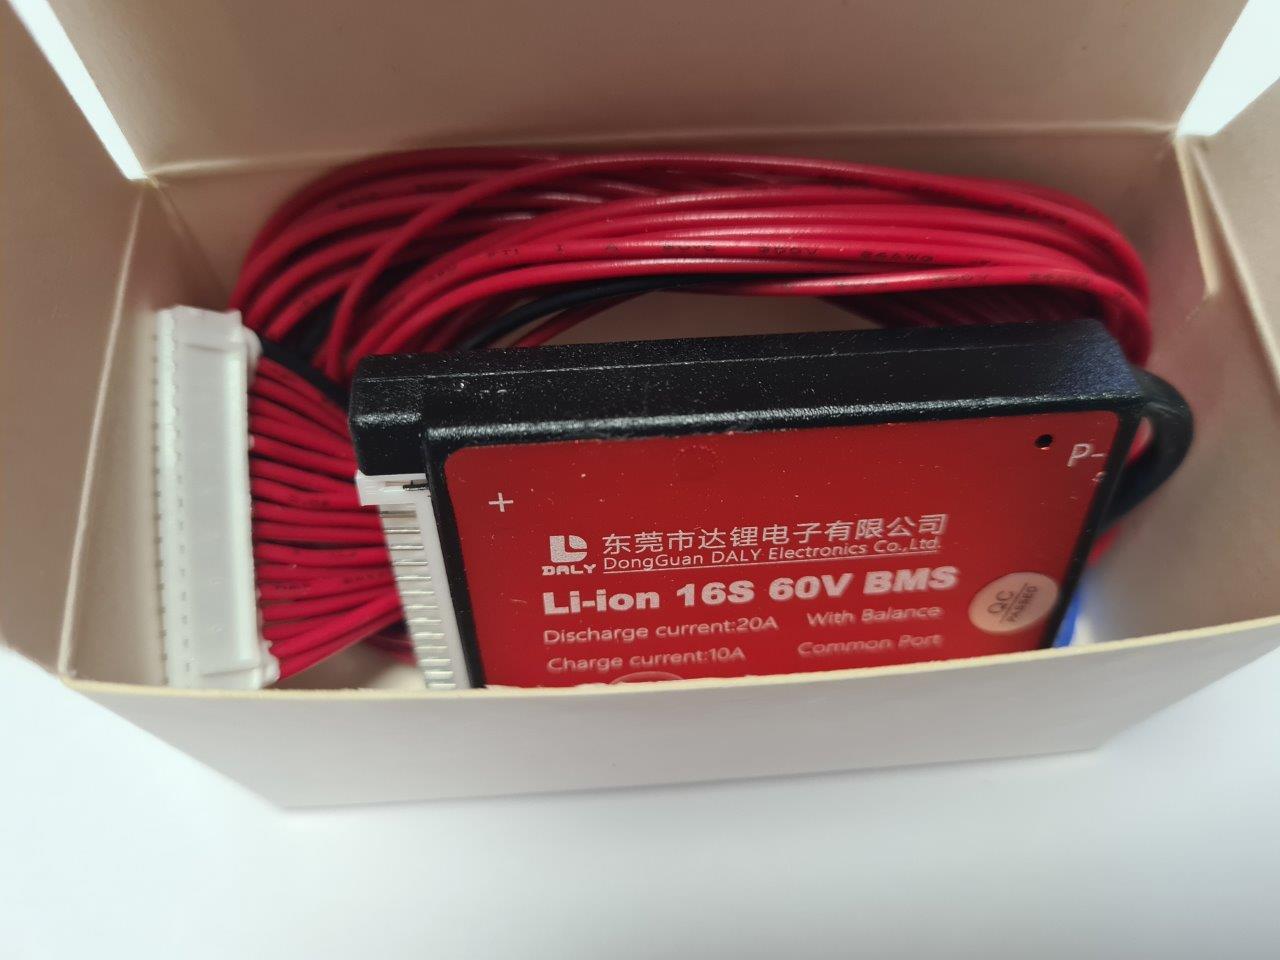 +
P-
DALY
东莞市达锂电子有限公司
DongGuan DALY Electronics Co.,Ltd.
Li-ion 16S 60V BMS
Discharge current:20A With Balance
Charge current:10A Common Port
QC
PASSED